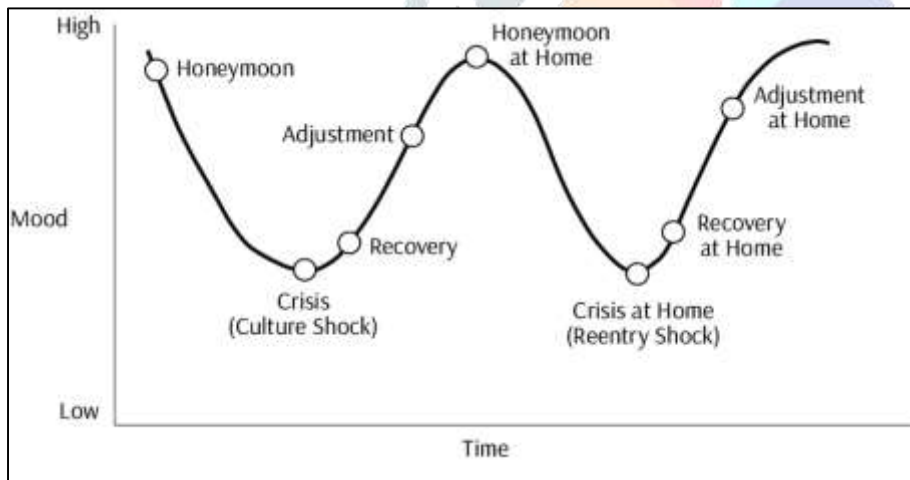 High
Honeymoon
Honeymoon
at Home
Adjustment
Adjustment
at Home
Mood
Recovery
Recovery
at Home
Crisis
(Culture Shock)
Crisis at Home
(Reentry Shock)
Low
Time